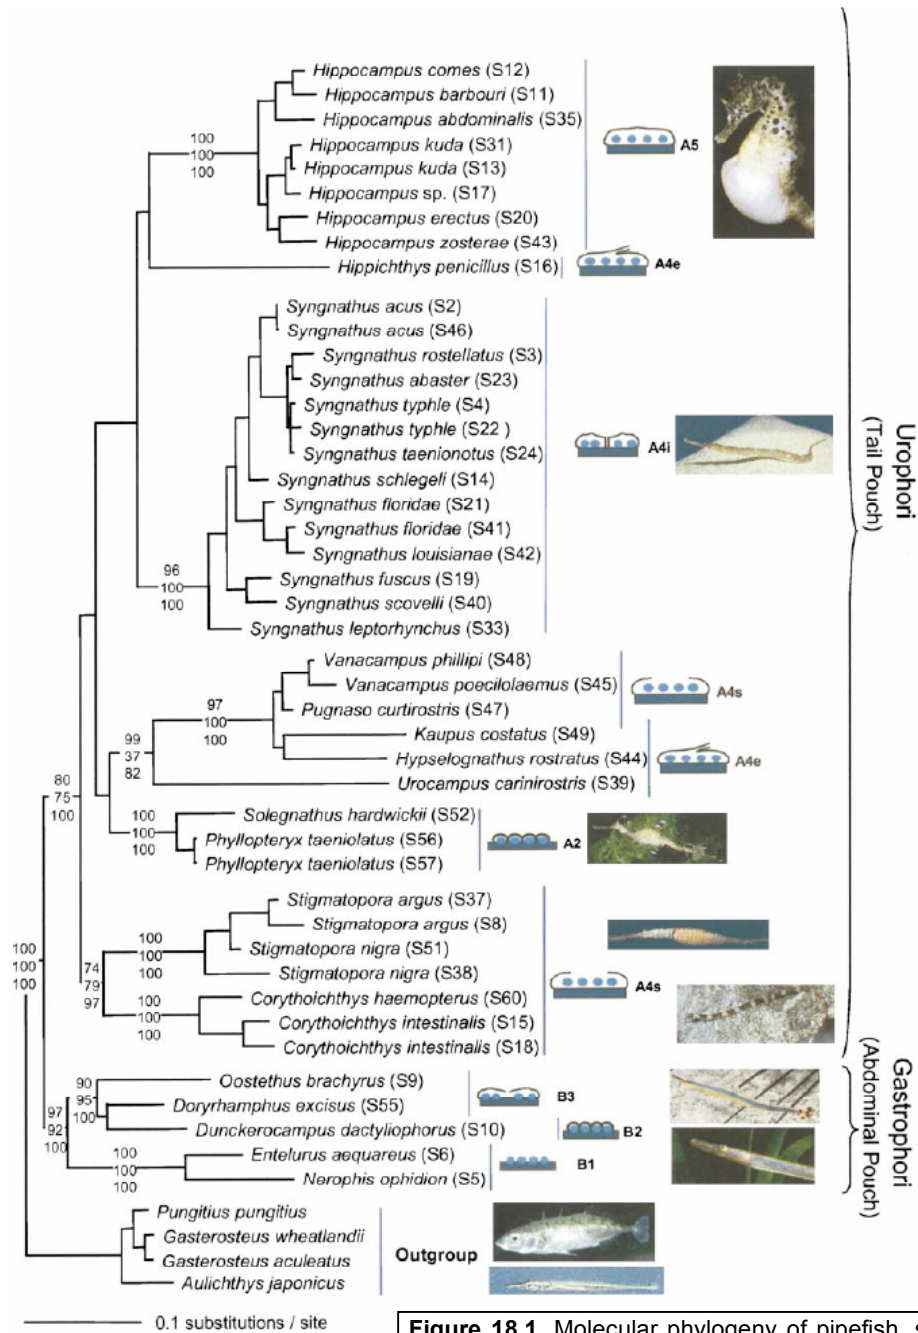 Hippocampus comes (S12)
Hippocampus barbouri (S11)
Hippocampus abdominalis (S35)
Hippocampus kuda (S31)
Hippocampus kuda (S13)
Hippocampus sp. (S17)
Hippocampus erectus (S20)
Hippocampus zosterae (S43)
100
100
100
A5
Hippichthys penicillus (S16)
A4e
Syngnathus acus (S2)
Syngnathus acus (S46)
Syngnathus rostellatus (S3)
Syngnathus abaster (S23)
Syngnathus typhle (S4)
Syngnathus typhle (S22 )
Syngnathus taenionotus (S24)
Syngnathus schlegeli (S14)
Syngnathus floridae (S21)
Syngnathus floridae (S41)
Syngnathus louisianae (S42)
Syngnathus fuscus (S19)
Syngnathus scovelli (S40)
Syngnathus leptorhynchus (S33)
96
100
100
A4i
Urophori
(Tail Pouch)
Vanacampus phillipi (S48)
Vanacampus poecilolaemus (S45)
Pugnaso curtirostris (S47)
97
100
100
A4s
Kaupus costatus (S49)
Hypselognathus rostratus (S44)
Urocampus carinirostris (S39)
99
37
82
A4e
80
75
100
Solegnathus hardwickii (S52)
Phyllopteryx taeniolatus (S56)
Phyllopteryx taeniolatus (S57)
100
100
100
A2
Stigmatopora argus (S37)
Stigmatopora argus (S8)
Stigmatopora nigra (S51)
Stigmatopora nigra (S38)
100
100
100
100
100
100
74
79
97
Corythoichthys haemopterus (S60)
Corythoichthys intestinalis (S15)
Corythoichthys intestinalis (S18)
100
100
100
A4s
Oostethus brachyrus (S9)
Doryrhamphus excisus (S55)
Dunckerocampus dactyliophorus (S10)
90
95
100
B3
B2
97
92
100
Entelurus aequareus (S6)
Nerophis ophidion (S5)
100
100
100
B1
Gastrophori
(Abdominal Pouch)
Pungitius pungitius
Gasterosteus wheatlandii
Gasterosteus aculeatus
Aulichthys japonicus
Outgroup
0.1 substitutions / site
Figure 18.1 Molecular phylogeny of pipefish, s